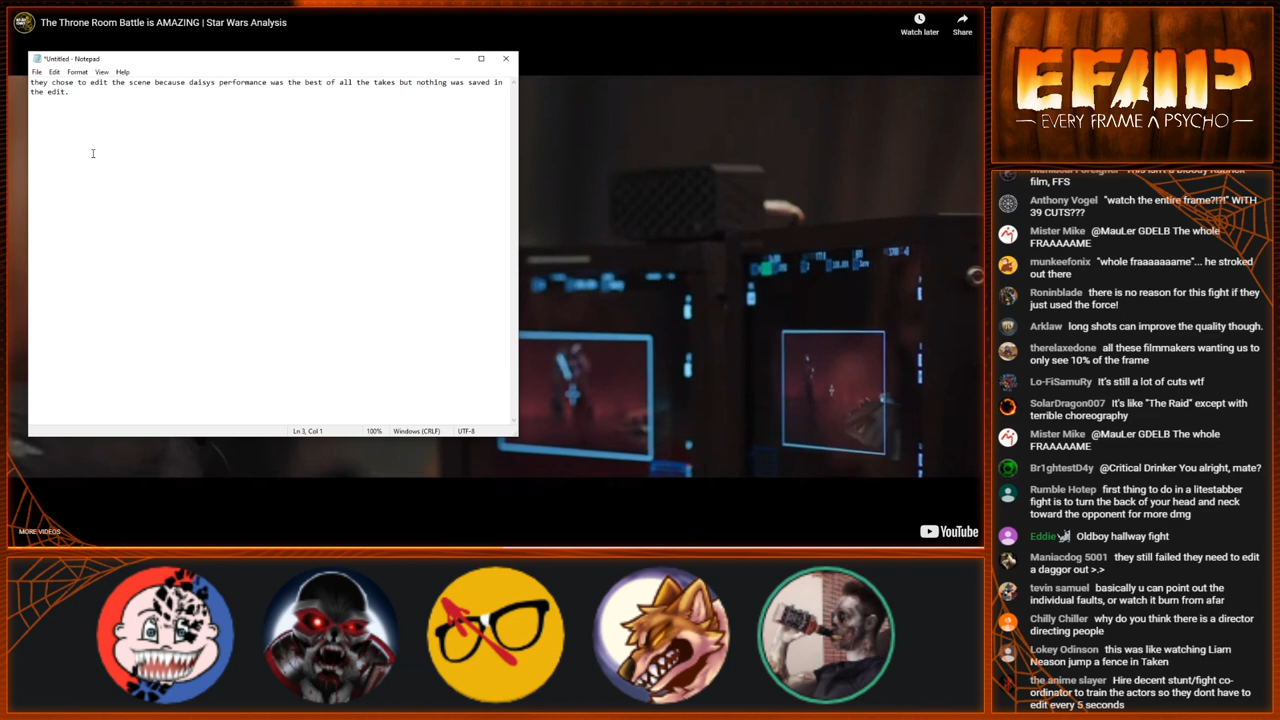 The Throne Room Battle is AMAZING | Star Wars Analysis
Watch later
Share
*Untitled - Notepad
File Edit Format View Help
they chose to edit the scene because daisys performance was the best of all the takes but nothing was saved in
the edit.
Ln 3, Col 1 100% Windows (CRLF) UTF-8
MORE VIDEOS
YouTube
EFAP
EVERY FRAME A PSYCHO
film, FFS
Anthony Vogel "watch the entire frame?!?!" WITH
39 CUTS???
Mister Mike @MauLer GDELB The whole
FRAAAAAME
munkeefonix "whole fraaaaaaame"... he stroked
out there
Roninblade there is no reason for this fight if they
just used the force!
Arklaw long shots can improve the quality though.
therelaxedone all these filmmakers wanting us to
only see 10% of the frame
Lo-FiSamuRy It's still a lot of cuts wtf
SolarDragon007 It's like "The Raid" except with
terrible choreography
Mister Mike @MauLer GDELB The whole
FRAAAAAME
Br1ghtestD4y @Critical Drinker You alright, mate?
Rumble Hotep first thing to do in a litestabber
fight is to turn the back of your head and neck
toward the opponent for more dmg
Eddie Oldboy hallway fight
Maniacdog 5001 they still failed they need to edit
a daggor out >.>
tevin samuel basically u can point out the
individual faults, or watch it burn from afar
Chilly Chiller why do you think there is a director
directing people
Lokey Odinson this was like watching Liam
Neason jump a fence in Taken
the anime slayer Hire decent stunt/fight co-
ordinator to train the actors so they dont have to
edit every 5 seconds